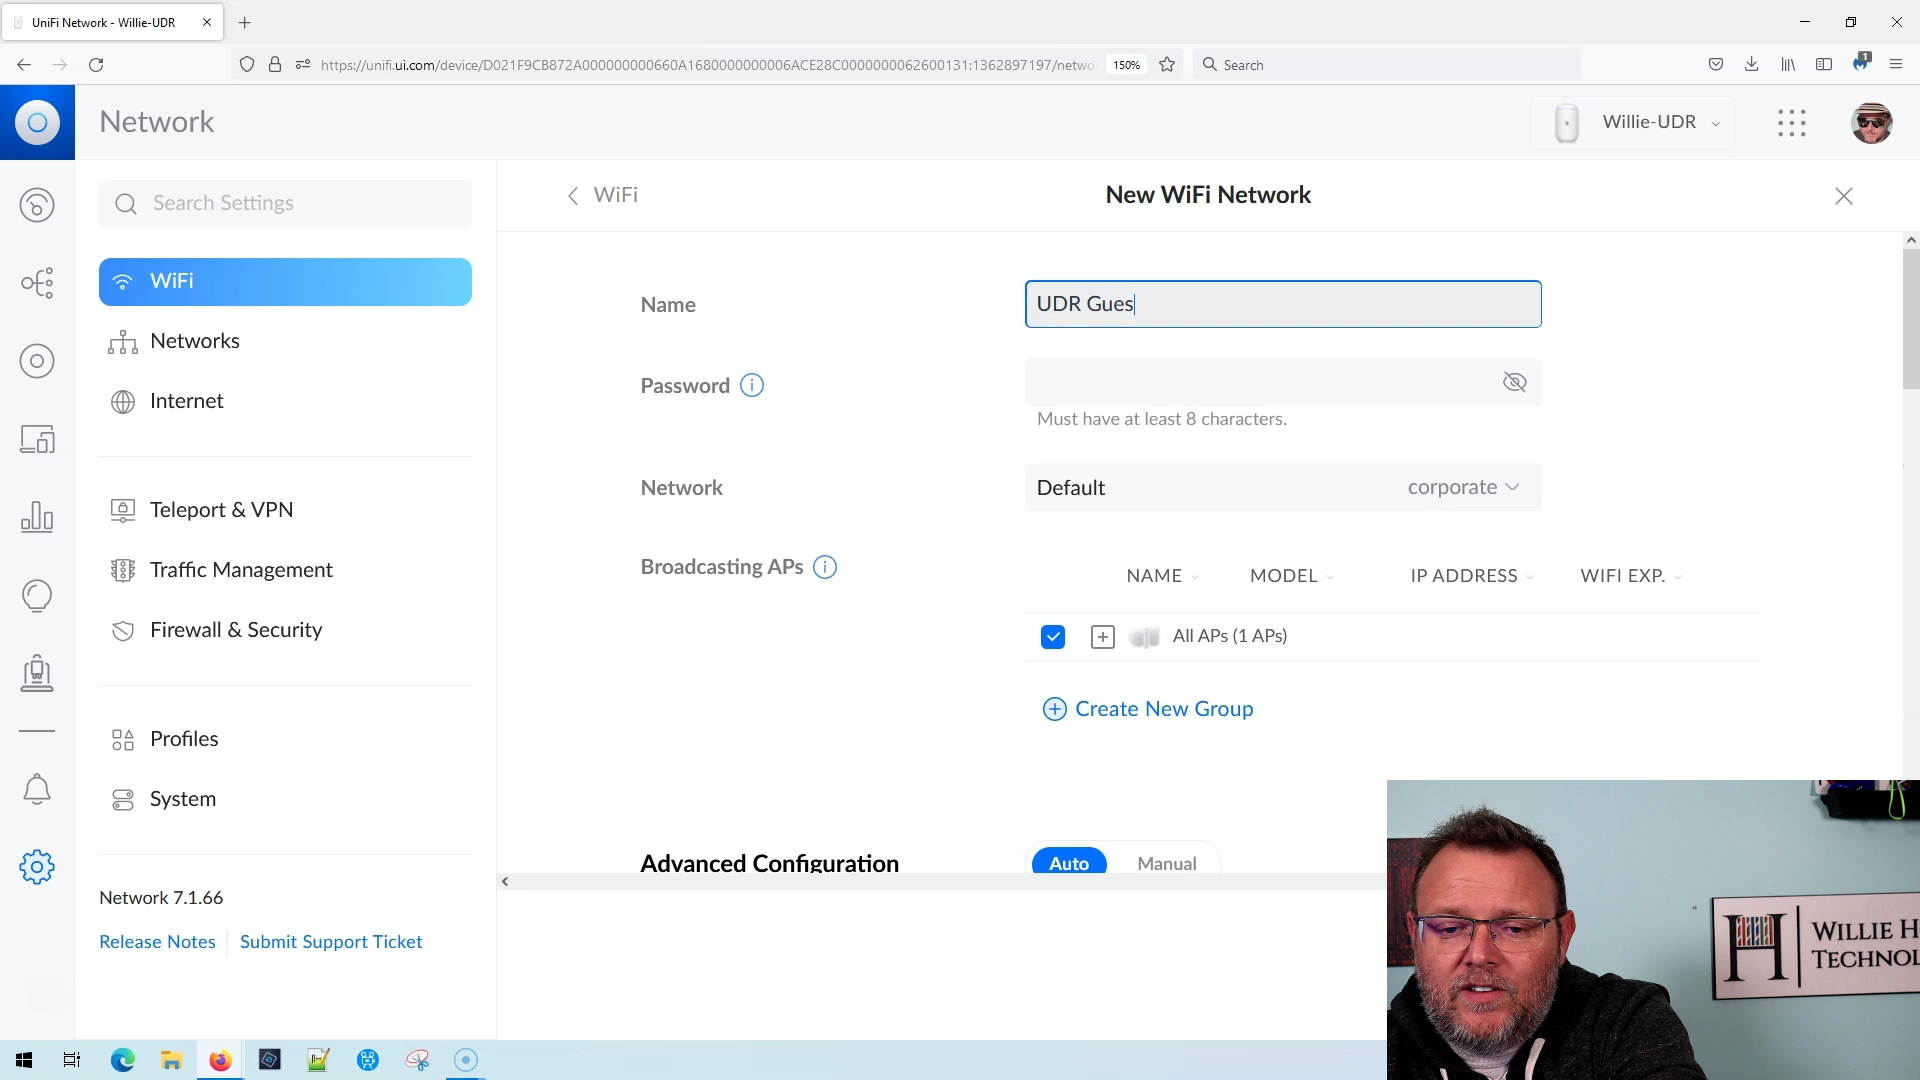 UniFi Network - Willie-UDR
https://unifi.ui.com/device/D021F9CB872A000000000660A1680000000006ACE28C0000000062600131:1362897197/netwo
150%
Search
1
Network
Willie-UDR
Search Settings
WiFi
New WiFi Network
WiFi
Name
UDR Gues
Networks
Password
Internet
Must have at least 8 characters.
Network
Default
corporate
Teleport & VPN
Broadcasting APs
NAME
MODEL
IP ADDRESS
WIFI EXP.
Traffic Management
Firewall & Security
All APs (1 APs)
Create New Group
Profiles
System
Advanced Configuration
Auto
Manual
Network 7.1.66
Release Notes
Submit Support Ticket
H
WILLIE H
TECHNOL